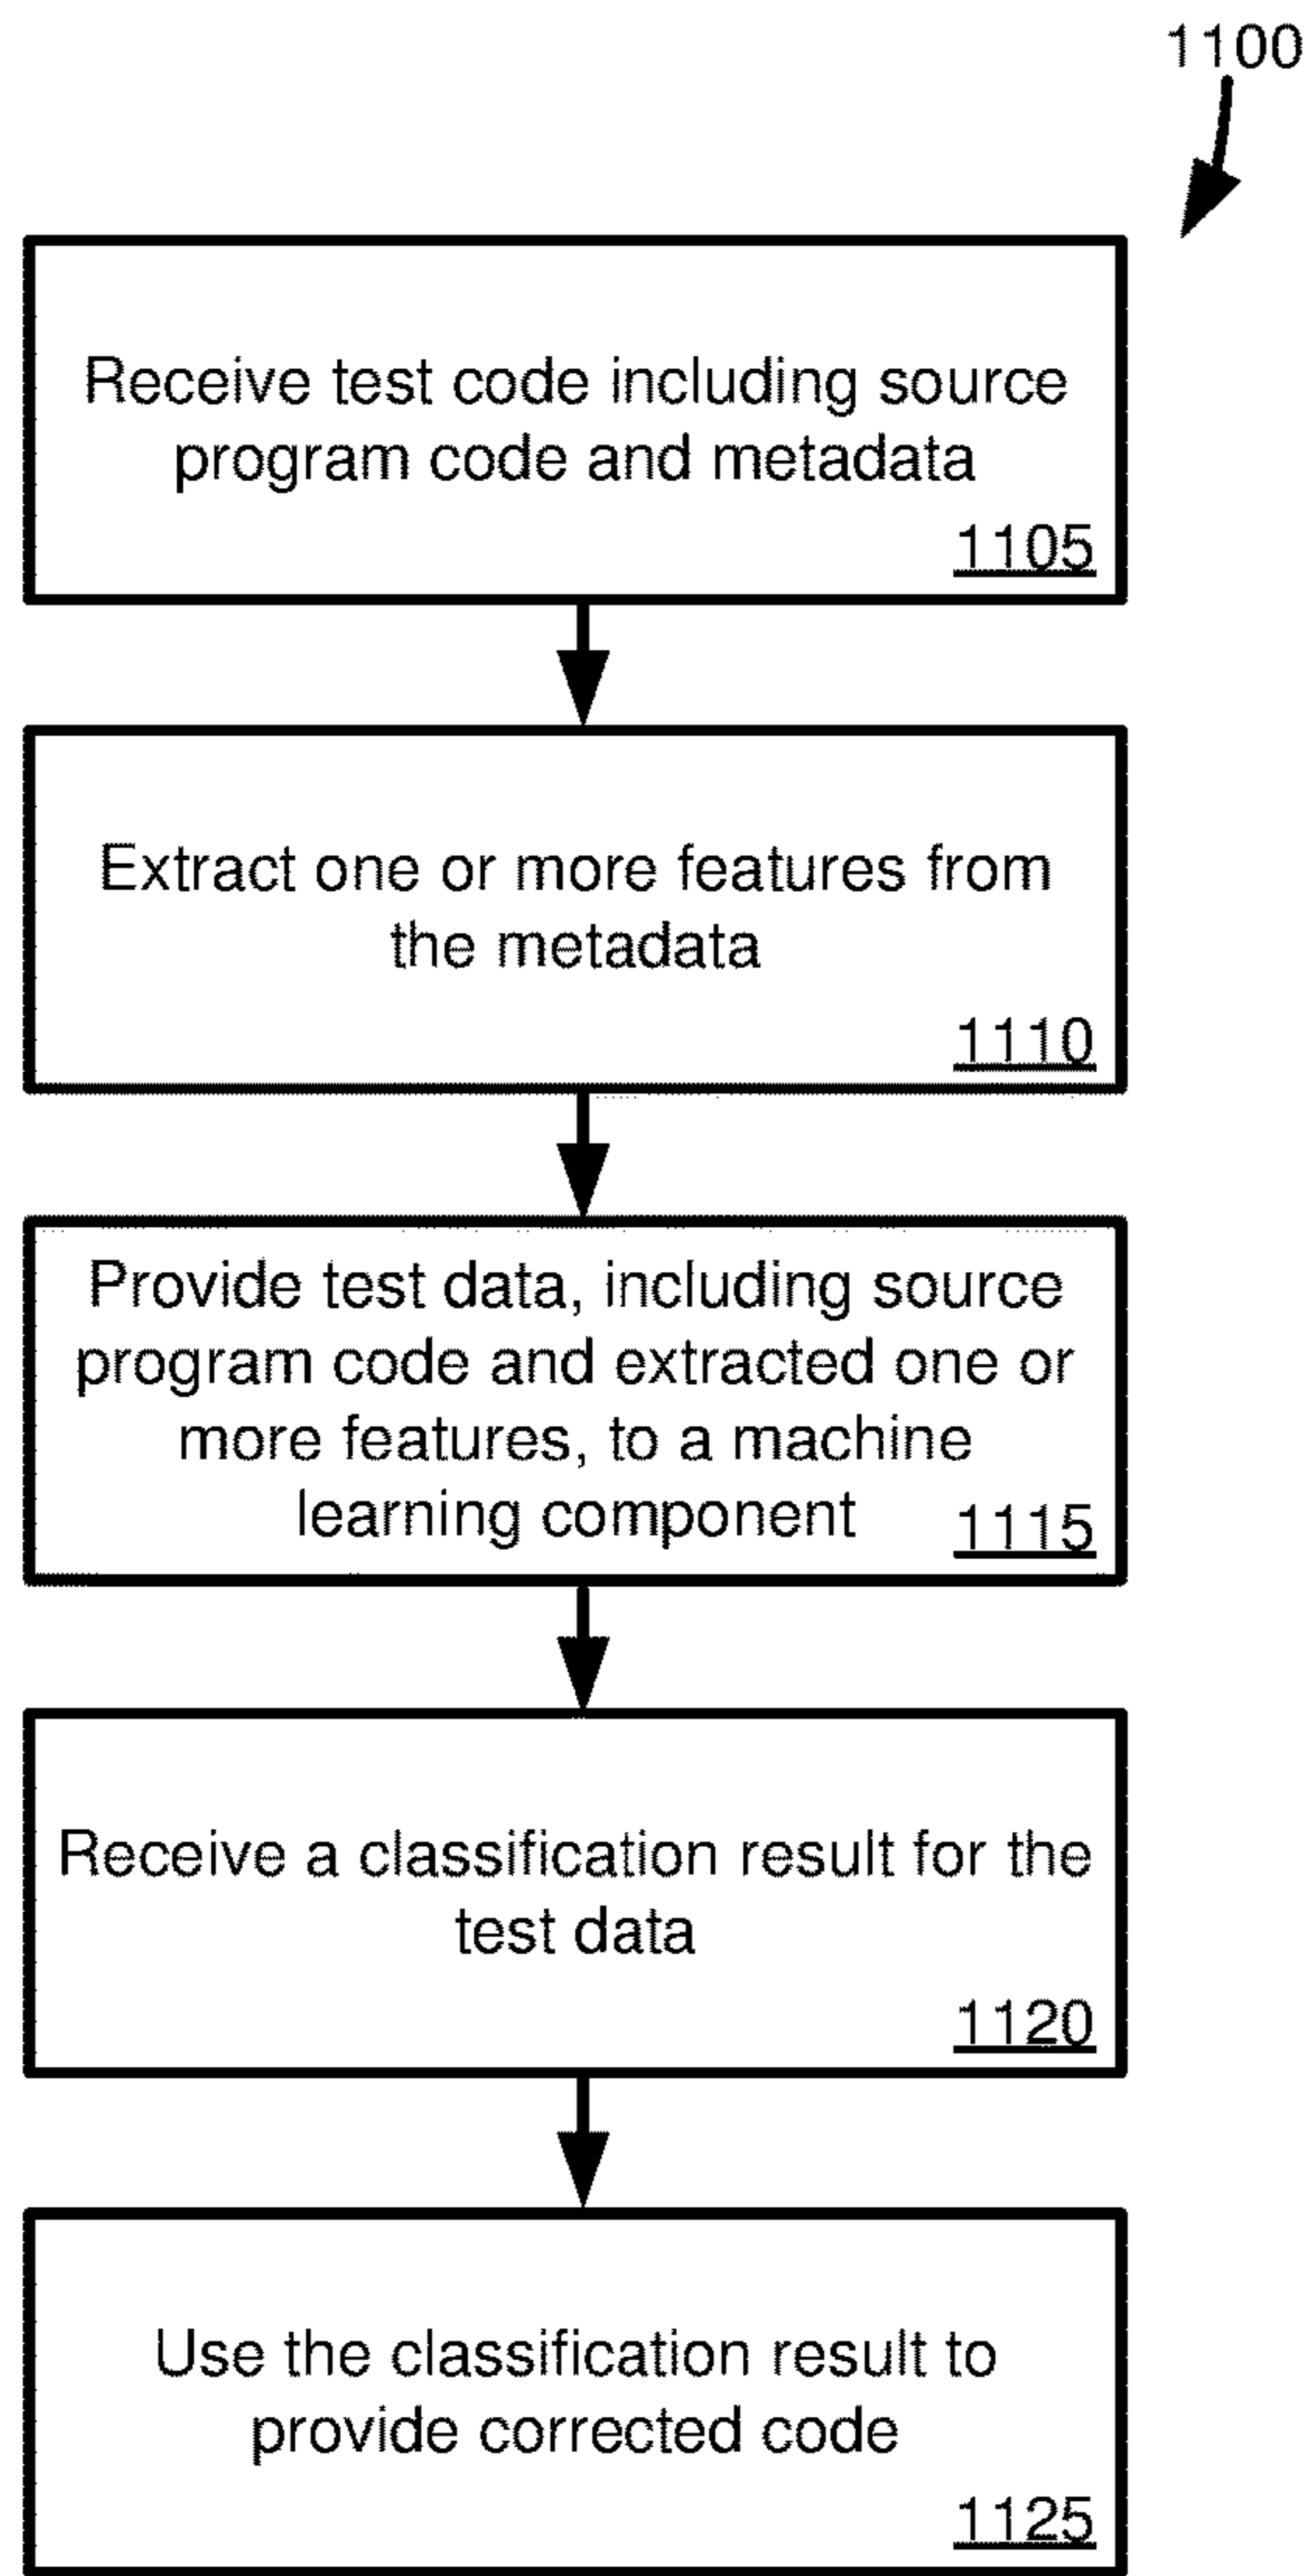 1100
Receive test code including source
program code and metadata
1105
Extract one or more features from
the metadata
1110
Provide test data, including source
program code and extracted one or
more features, to a machine
learning component
1115
Receive a classification result for the
test data
1120
Use the classification result to
provide corrected code
1125